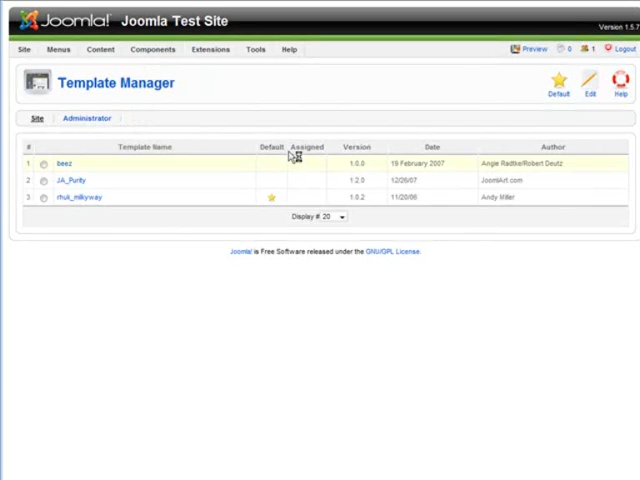 Joomla! Joomla Test Site
Version 1.5.7
Site Menus Content Components Extensions Tools Help Preview 0 1 Logout
Template Manager
Default Edit Help
Site Administrator
# Template Name Default Assigned Version Date Author
1 beez 1.0.0 19 February 2007 Angie Radtke/Robert Deutz
2 JA_Purity 1.2.0 12/26/07 JoomlArt.com
3 rhuk_milkyway 1.0.2 11/20/06 Andy Miller
Display #: 20
Joomla! is Free Software released under the GNU/GPL License.